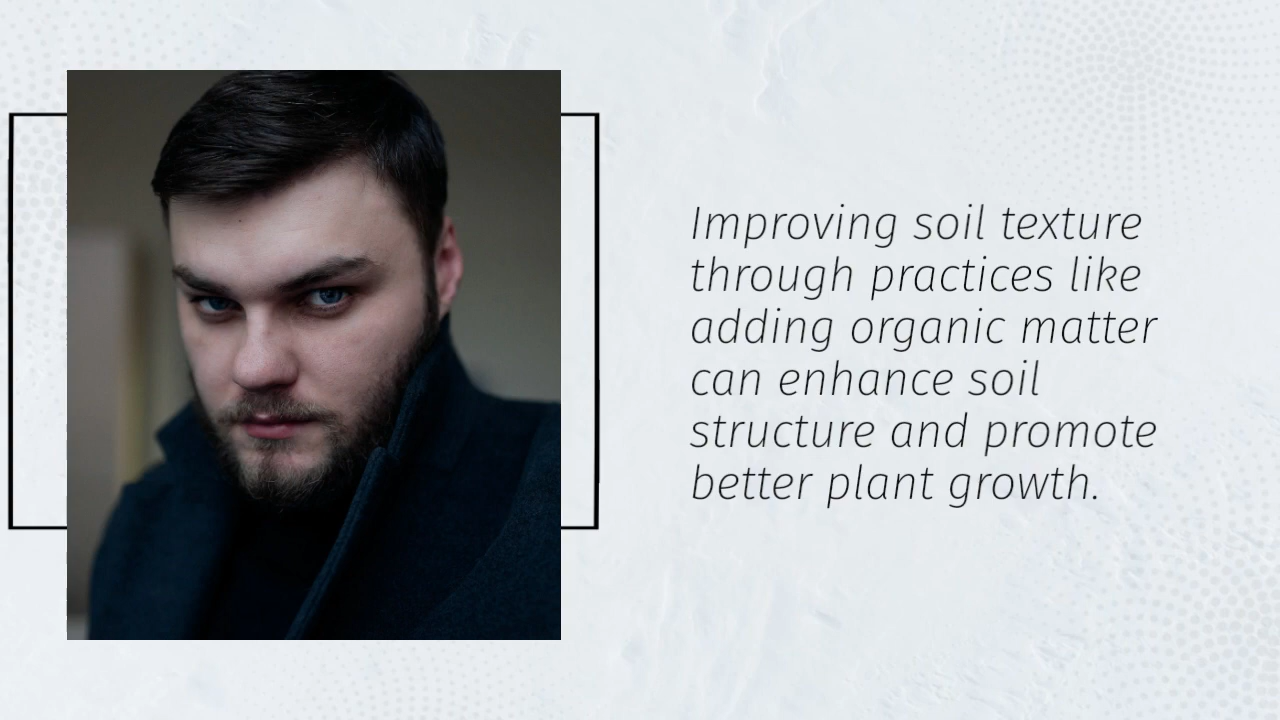 Improving soil texture
through practices like
adding organic matter
can enhance soil
structure and promote
better plant growth.